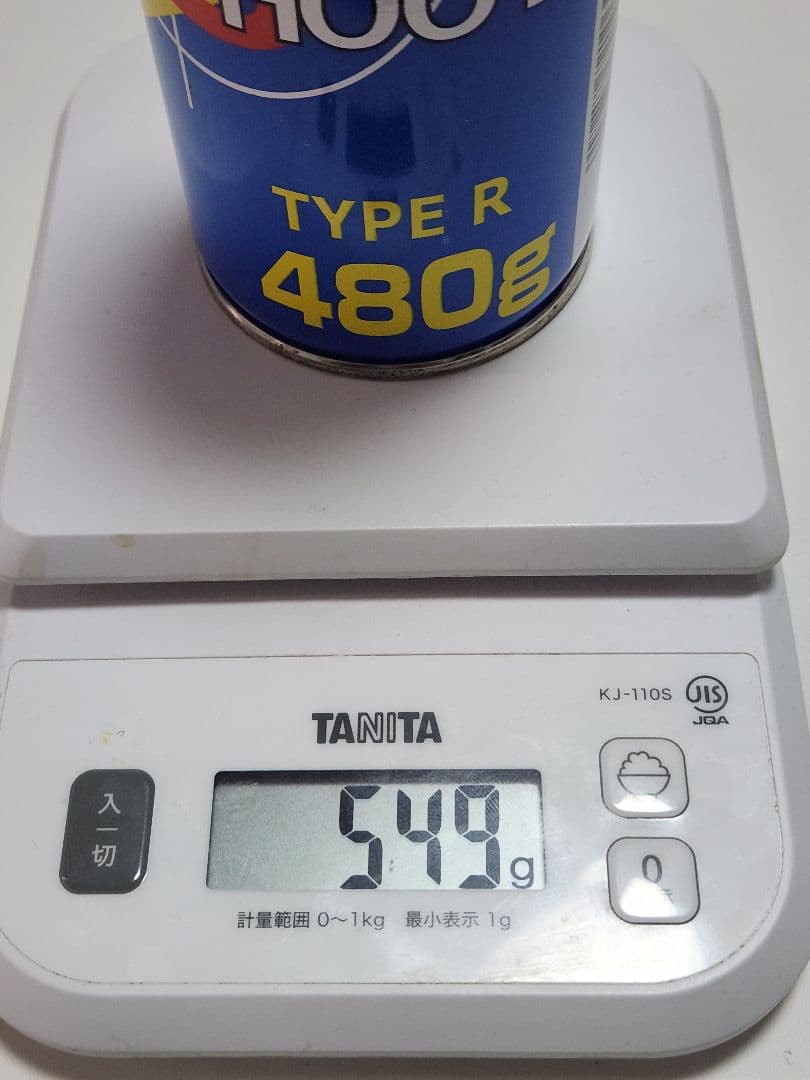 TYPE R
480g
KJ-110S JIS
JQA
TANITA
入
切
549g
0
計量範囲 0～1kg 最小表示 1g